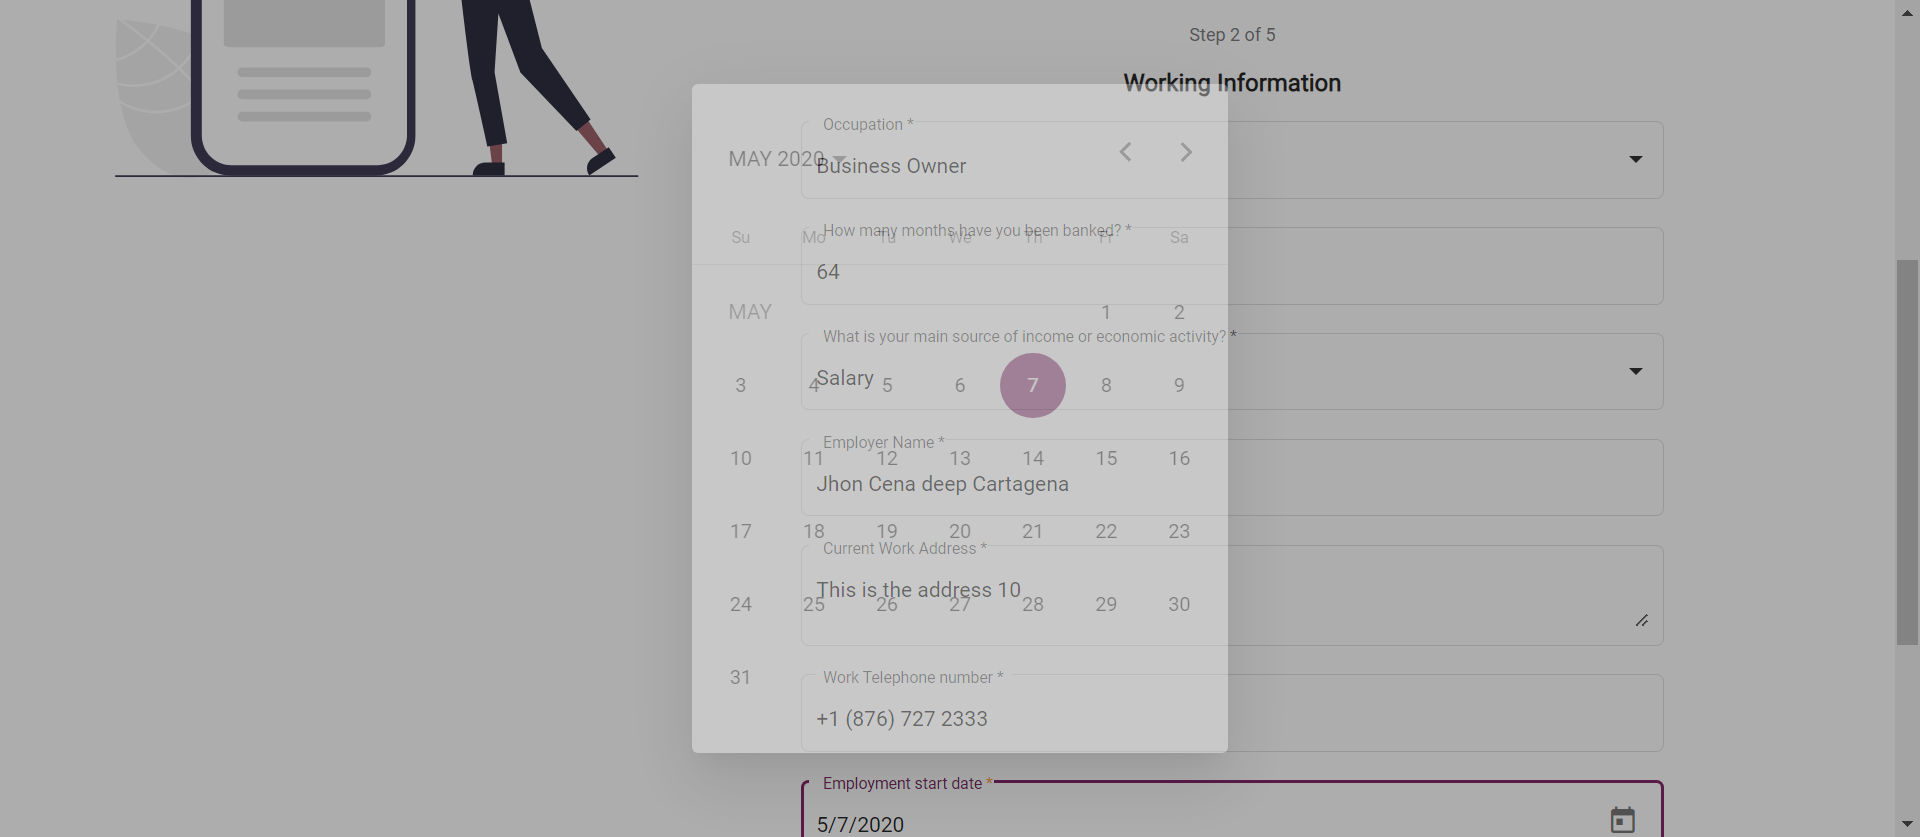 Step 2 of 5
Working Information
Occupation *
Business Owner
How many months have you been banked? *
64
What is your main source of income or economic activity? *
Salary
Employer Name *
Jhon Cena deep Cartagena
Current Work Address *
This is the address 10
Work Telephone number *
+1 (876) 727 2333
Employment start date *
5/7/2020
MAY 2020
Su Mo Tu We Th Fr Sa
MAY 1 2
3 4 5 6 7 8 9
10 11 12 13 14 15 16
17 18 19 20 21 22 23
24 25 26 27 28 29 30
31